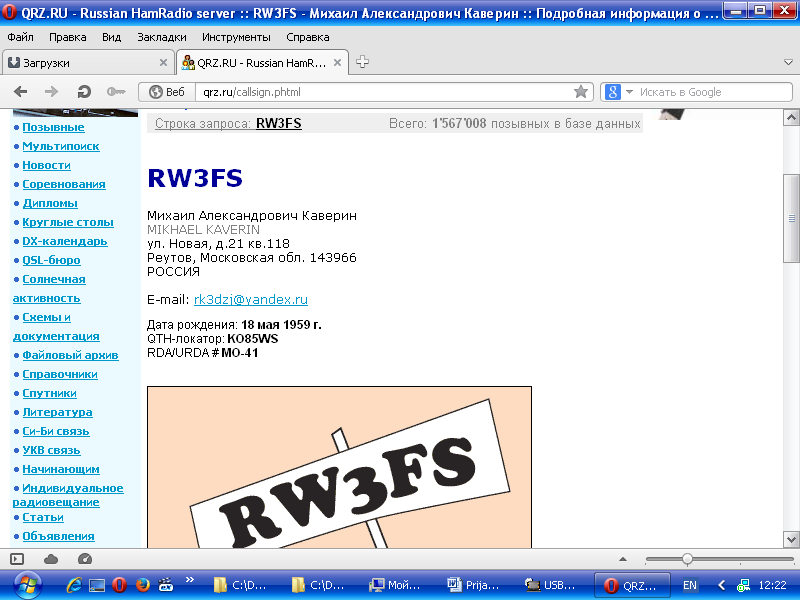 QRZ.RU - Russian HamRadio server :: RW3FS - Михаил Александрович Каверин :: Подробная информация о ...
Файл Правка Вид Закладки Инструменты Справка
Загрузки
QRZ.RU - Russian HamR...
Веб
qrz.ru/callsign.phtml
8
Искать в Google
Строка запроса: RW3FS
Всего: 1'567'008 позывных в базе данных
Позывные
Мультипоиск
Новости
Соревнования
Дипломы
Круглые столы
DX-календарь
QSL-бюро
Солнечная
активность
Схемы и
документация
Файловый архив
Справочники
Спутники
Литература
Си-Би связь
УКВ связь
Начинающим
Индивидуальное
радиовещание
Статьи
Объявления
RW3FS
Михаил Александрович Каверин
MIKHAEL KAVERIN
ул. Новая, д.21 кв.118
Реутов, Московская обл. 143966
РОССИЯ
E-mail: rk3dzj@yandex.ru
Дата рождения: 18 мая 1959 г.
QTH-локатор: KO85WS
RDA/URDA # MO-41
RW3FS
C:\D...
C:\D...
Мой...
Prija...
USB...
QRZ...
EN
12:22